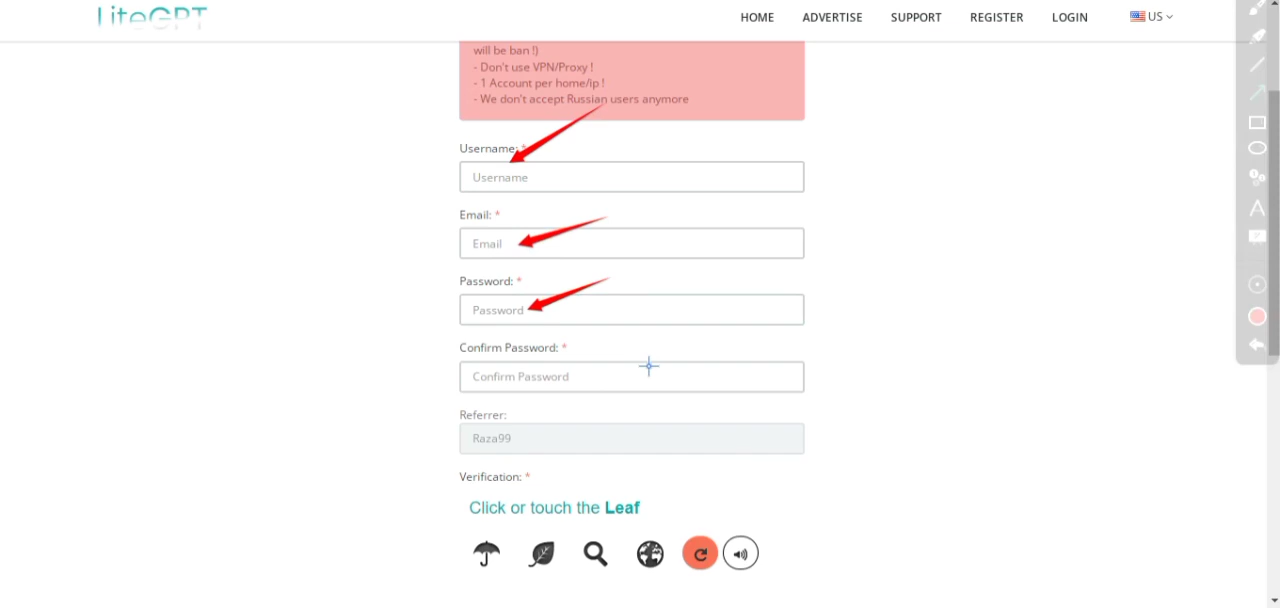 LiteGPT
HOME ADVERTISE SUPPORT REGISTER LOGIN US
will be ban !)
- Don't use VPN/Proxy !
- 1 Account per home/ip !
- We don't accept Russian users anymore
Username: *
Username
Email: *
Email
Password: *
Password
Confirm Password: *
Confirm Password
Referrer:
Raza99
Verification: *
Click or touch the Leaf